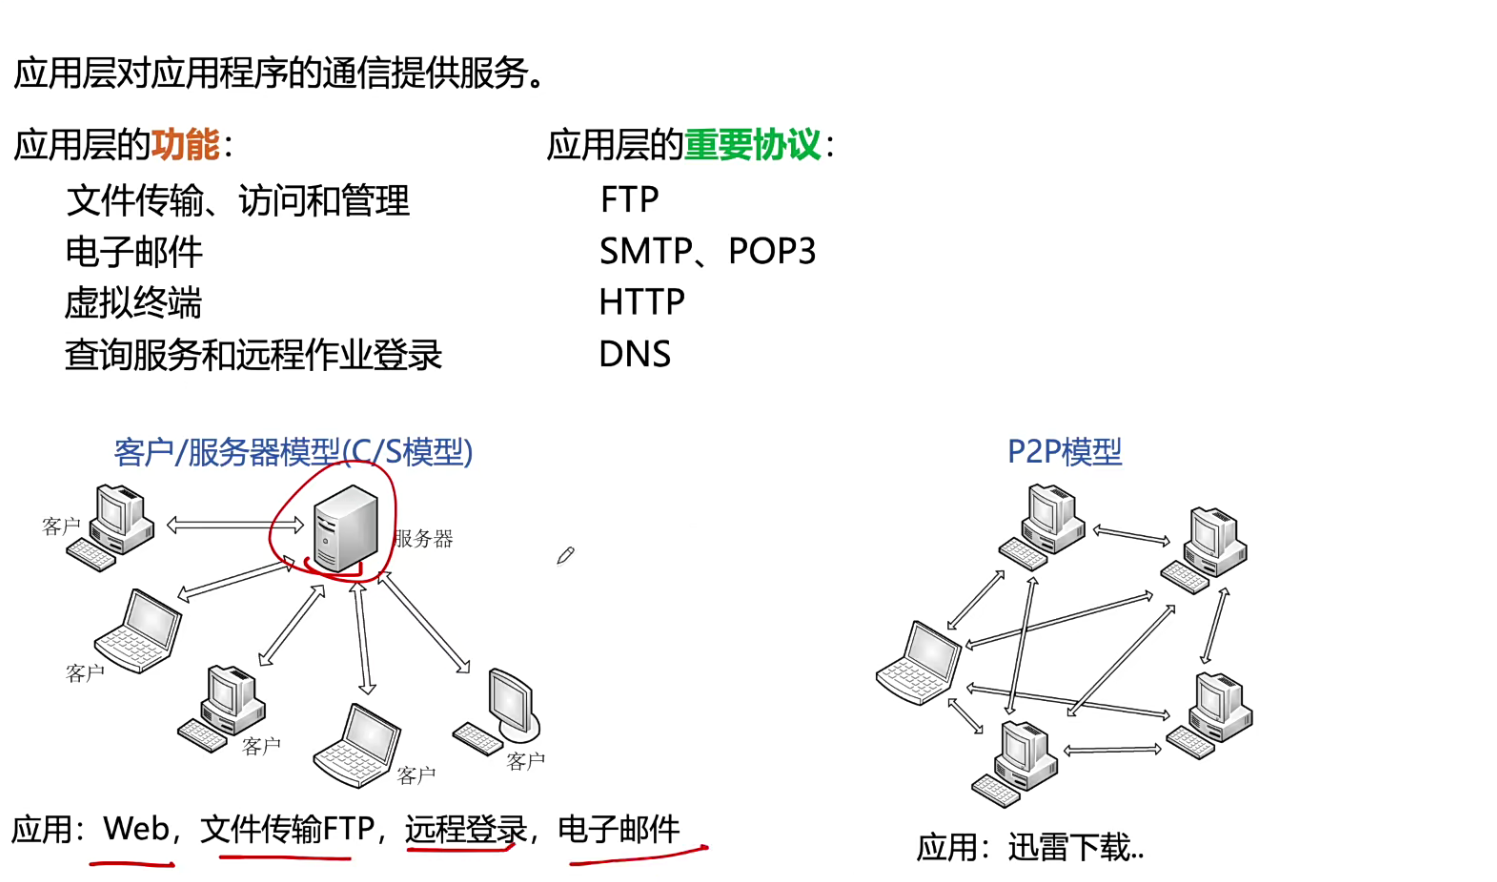 应用层对应用程序的通信提供服务。
应用层的功能：
文件传输、访问和管理
电子邮件
虚拟终端
查询服务和远程作业登录
应用层的重要协议：
FTP
SMTP、POP3
HTTP
DNS
客户/服务器模型(C/S模型)
客户
服务器
客户
客户
客户
客户
应用：Web，文件传输FTP，远程登录，电子邮件
P2P模型
应用：迅雷下载..